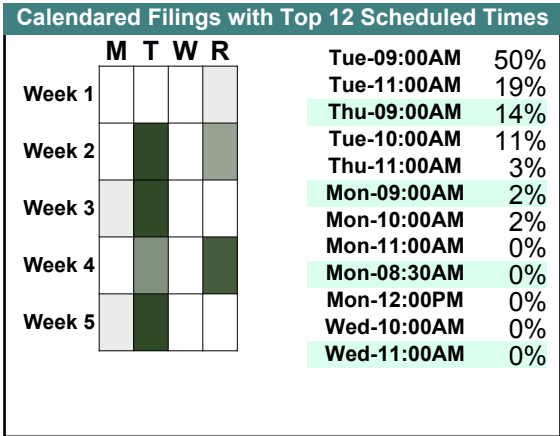 Calendared Filings with Top 12 Scheduled Times
M T W R
Week 1
Week 2
Week 3
Week 4
Week 5
Tue-09:00AM 50%
Tue-11:00AM 19%
Thu-09:00AM 14%
Tue-10:00AM 11%
Thu-11:00AM 3%
Mon-09:00AM 2%
Mon-10:00AM 2%
Mon-11:00AM 0%
Mon-08:30AM 0%
Mon-12:00PM 0%
Wed-10:00AM 0%
Wed-11:00AM 0%